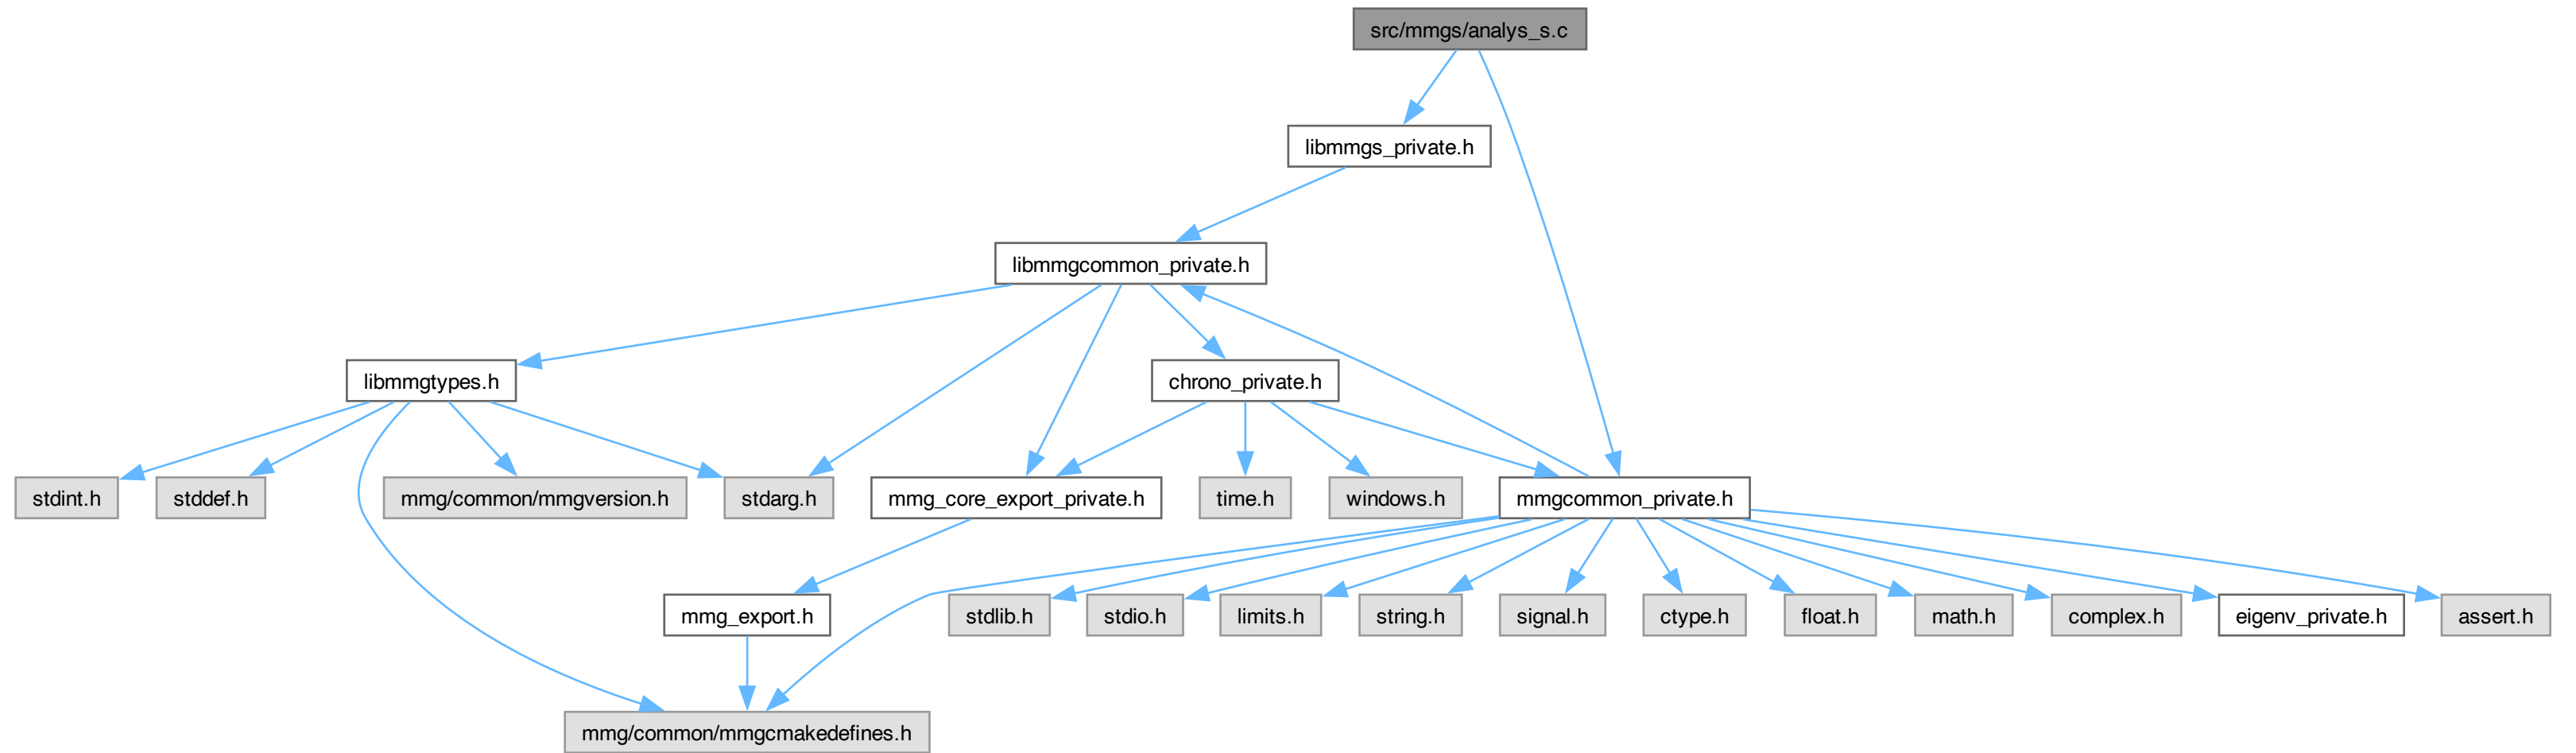 src/mmgs/analys_s.c
libmmgs_private.h
libmmgcommon_private.h
libmmgtypes.h
chrono_private.h
stdint.h
stddef.h
mmg/common/mmgversion.h
stdarg.h
mmg_core_export_private.h
time.h
windows.h
mmgcommon_private.h
mmg_export.h
stdlib.h
stdio.h
limits.h
string.h
signal.h
ctype.h
float.h
math.h
complex.h
eigenv_private.h
assert.h
mmg/common/mmgcmakedefines.h